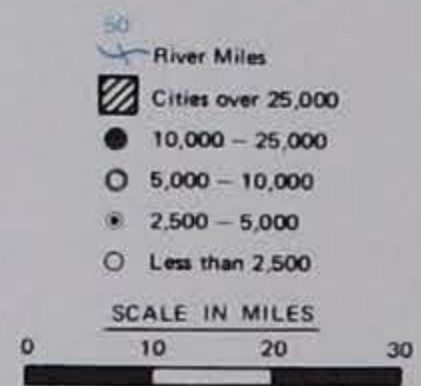 50
River Miles
Cities over 25,000
10,000 – 25,000
5,000 – 10,000
2,500 – 5,000
Less than 2,500
SCALE IN MILES
0 10 20 30